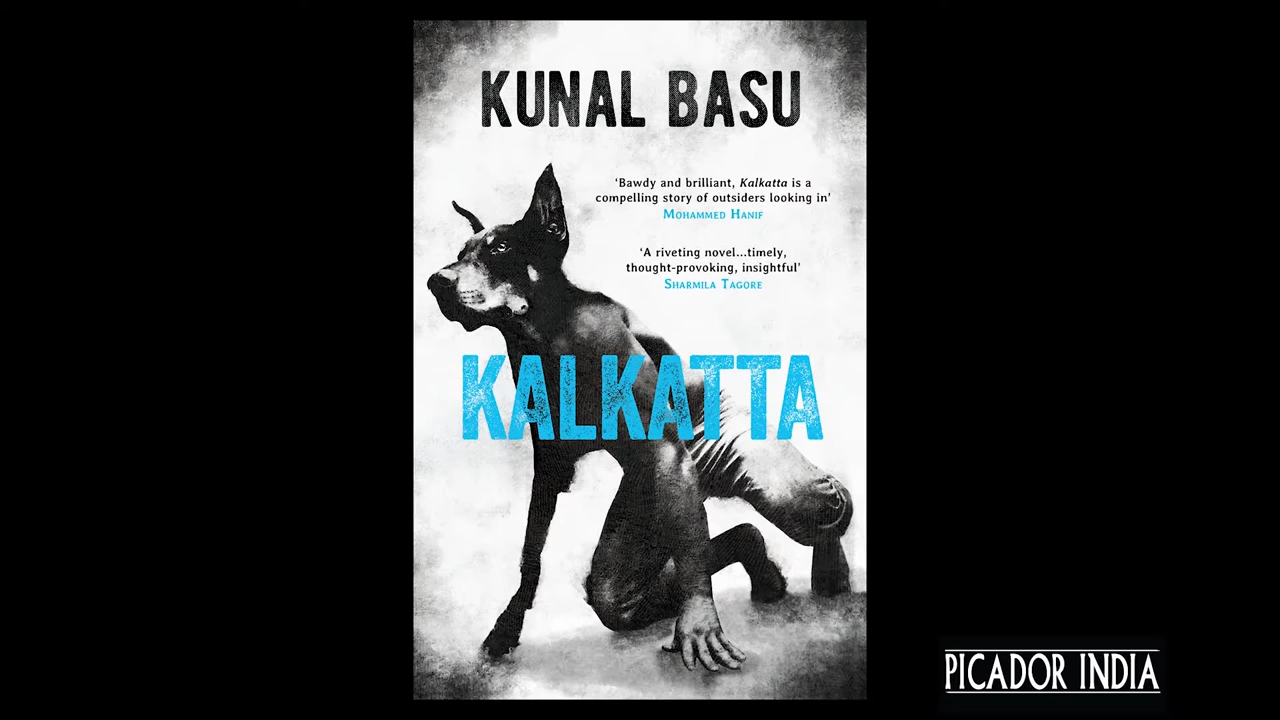 KUNAL BASU
‘Bawdy and brilliant, Kalkatta is a
compelling story of outsiders looking in’
MOHAMMED HANIF
‘A riveting novel...timely,
thought-provoking, insightful’
SHARMILA TAGORE
KALKATTA
PICADOR INDIA